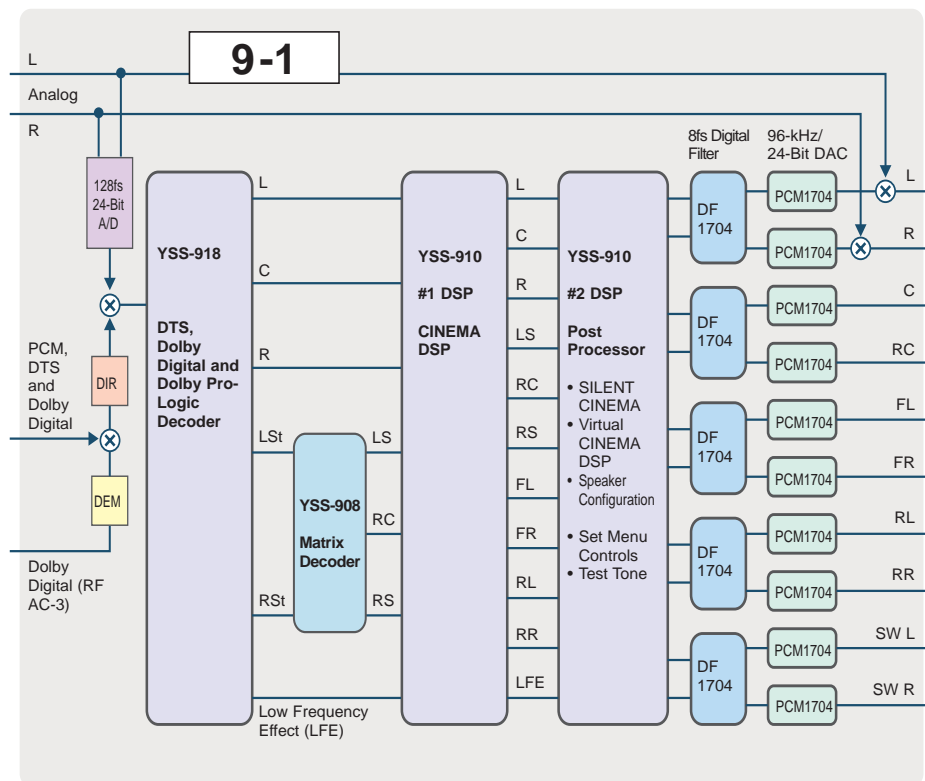 9-1
L
Analog
R
8fs Digital
Filter
96-kHz/
24-Bit DAC
128fs
24-Bit
A/D
PCM,
DTS
and
Dolby
Digital
DIR
DEM
Dolby
Digital (RF
AC-3)
YSS-918
DTS,
Dolby
Digital and
Dolby Pro-
Logic
Decoder
L
C
R
LSt
RSt
Low Frequency
Effect (LFE)
YSS-908
Matrix
Decoder
LS
RC
RS
YSS-910
#1 DSP
CINEMA
DSP
L
C
R
LS
RC
RS
FL
FR
RL
RR
LFE
YSS-910
#2 DSP
Post
Processor
• SILENT
CINEMA
• Virtual
CINEMA
DSP
• Speaker
Configuration
• Set Menu
Controls
• Test Tone
DF
1704
DF
1704
DF
1704
DF
1704
DF
1704
PCM1704
PCM1704
PCM1704
PCM1704
PCM1704
PCM1704
PCM1704
PCM1704
PCM1704
PCM1704
L
R
C
RC
FL
FR
RL
RR
SW L
SW R